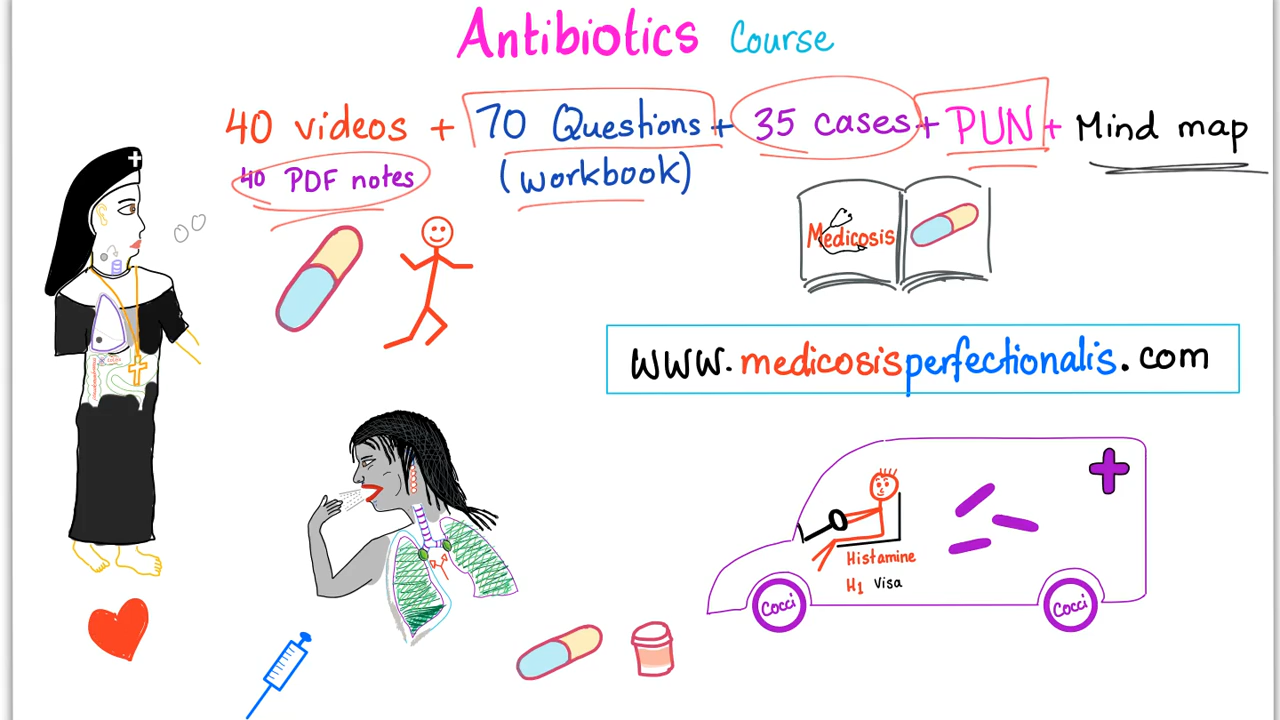 Antibiotics Course
40 videos + 70 Questions + 35 cases + PUN + Mind map
40 PDF notes (workbook)
Medicosis
www.medicosisperfectionalis.com
Histamine
H1 Visa
Cocci Cocci